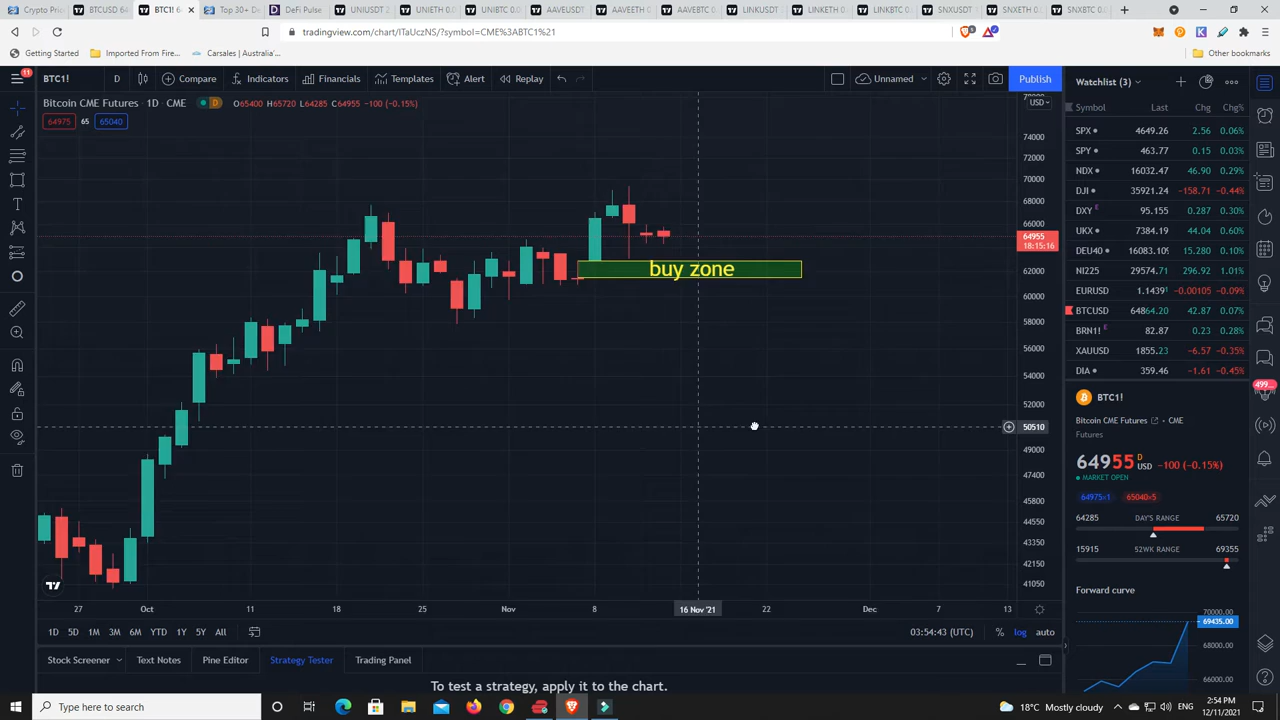 Crypto Pric
BTCUSD 64
BTC1! 6
Top 30+ De
DeFi Pulse
UNIUSDT 2
UNIETH 0.0
UNIBTC 0.0
AAVEUSDT
AAVEETH
AAVEBTC 0
LINKUSDT
LINKETH 0.
LINKBTC 0.
SNXUSDT
SNXETH 0.0
SNXBTC 0.0
tradingview.com/chart/ITaUczNS/?symbol=CME%3ABTC1%21
Getting Started
Imported From Fire...
Carsales | Australia'...
Other bookmarks
11
BTC1!
D
Compare
Indicators
Financials
Templates
Alert
Replay
Unnamed
Publish
Watchlist (3)
Bitcoin CME Futures · 1D · CME
D
O65400 H65720 L64285 C64955 -100 (-0.15%)
64975
65
65040
USD
78000
74000
72000
70000
68000
66000
64955
18:15:16
62000
60000
58000
56000
54000
52000
50510
49000
47400
45800
44550
43350
42150
41050
buy zone
27
Oct
11
18
25
Nov
8
16 Nov '21
22
Dec
7
13
1D 5D 1M 3M 6M YTD 1Y 5Y All
03:54:43 (UTC)
% log auto
Stock Screener
Text Notes
Pine Editor
Strategy Tester
Trading Panel
To test a strategy, apply it to the chart.
Symbol Last Chg Chg%
SPX 4649.26 2.56 0.06%
SPY 463.77 0.15 0.03%
NDX 16032.47 46.90 0.29%
DJI 35921.24 -158.71 -0.44%
DXY E 95.155 0.287 0.30%
UKX 7384.19 44.04 0.60%
DEU40 16083.10 15.280 0.10%
NI225 29574.71 296.92 1.01%
EURUSD 1.1439 -0.00105 -0.09%
BTCUSD 64864.20 42.87 0.07%
BRN1! E 82.87 0.23 0.28%
XAUUSD 1855.23 -6.57 -0.35%
DIA 359.46 -1.61 -0.45%
499
BTC1!
Bitcoin CME Futures · CME
Futures
64955 D USD -100 (-0.15%)
MARKET OPEN
64975×1 65040×5
64285 DAY'S RANGE 65720
15915 52WK RANGE 69355
Forward curve
70000.00
69435.00
68000.00
66000.00
Type here to search
18°C Mostly cloudy
ENG
2:54 PM
12/11/2021